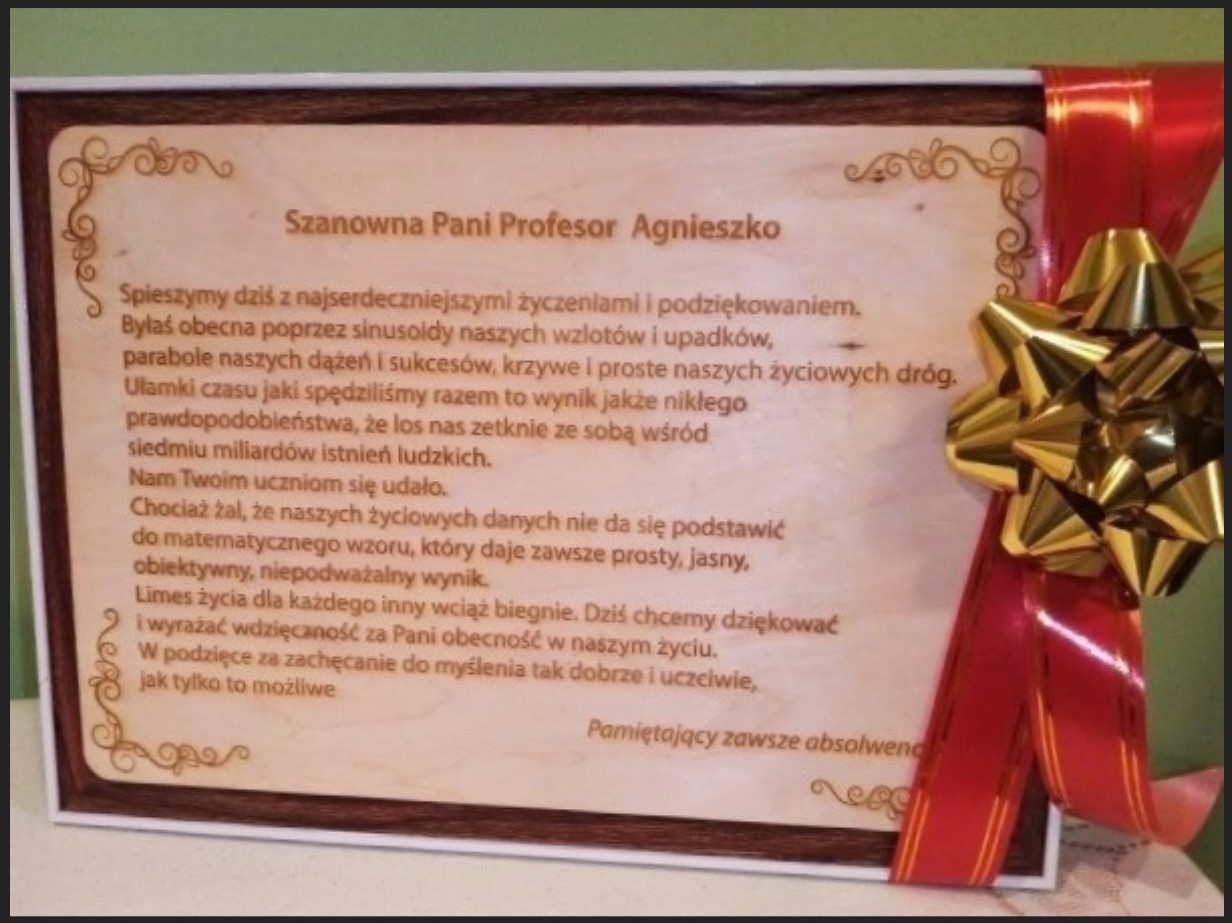 Szanowna Pani Profesor Agnieszko
Spieszymy dziś z najserdeczniejszymi życzeniami i podziękowaniem.
Byłaś obecna poprzez sinusoidy naszych wzlotów i upadków,
parabole naszych dążeń i sukcesów, krzywe i proste naszych życiowych dróg.
Ułamki czasu jaki spędziliśmy razem to wynik jakże nikłego
prawdopodobieństwa, że los nas zetknie ze sobą wśród
siedmiu miliardów istnień ludzkich.
Nam Twoim uczniom się udało.
Chociaż żal, że naszych życiowych danych nie da się podstawić
do matematycznego wzoru, który daje zawsze prosty, jasny,
obiektywny, niepodważalny wynik.
Limes życia dla każdego inny wciąż biegnie. Dziś chcemy dziękować
i wyrażać wdzięczność za Pani obecność w naszym życiu.
W podzięce za zachęcanie do myślenia tak dobrze i uczciwie,
jak tylko to możliwe
Pamiętający zawsze